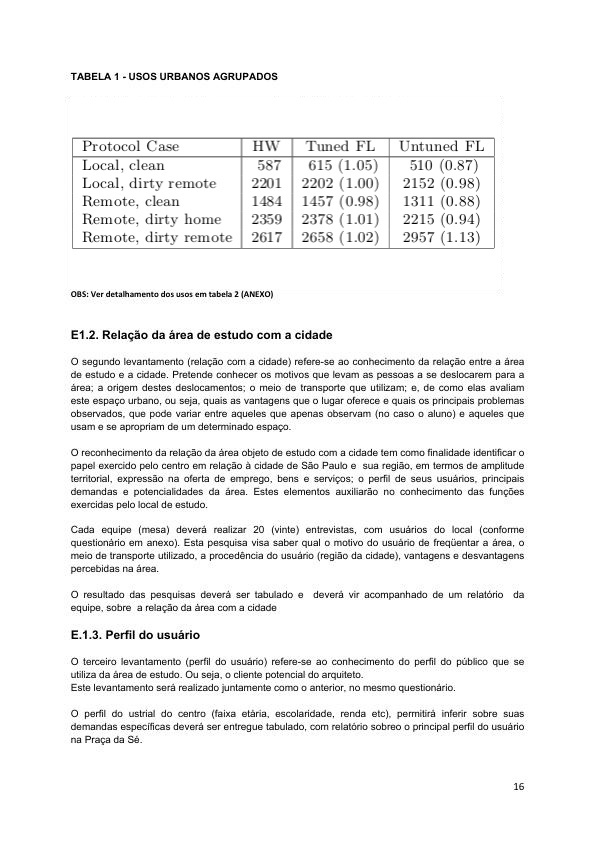 TABELA 1 - USOS URBANOS AGRUPADOS
Protocol Case HW Tuned FL Untuned FL
Local, clean 587 615 (1.05) 510 (0.87)
Local, dirty remote 2201 2202 (1.00) 2152 (0.98)
Remote, clean 1484 1457 (0.98) 1311 (0.88)
Remote, dirty home 2359 2378 (1.01) 2215 (0.94)
Remote, dirty remote 2617 2658 (1.02) 2957 (1.13)
OBS: Ver detalhamento dos usos em tabela 2 (ANEXO)
E1.2. Relação da área de estudo com a cidade
O segundo levantamento (relação com a cidade) refere-se ao conhecimento da relação entre a área
de estudo e a cidade. Pretende conhecer os motivos que levam as pessoas a se deslocarem para a
área; a origem destes deslocamentos; o meio de transporte que utilizam; e, de como elas avaliam
este espaço urbano, ou seja, quais as vantagens que o lugar oferece e quais os principais problemas
observados, que pode variar entre aqueles que apenas observam (no caso o aluno) e aqueles que
usam e se apropriam de um determinado espaço.
O reconhecimento da relação da área objeto de estudo com a cidade tem como finalidade identificar o
papel exercido pelo centro em relação à cidade de São Paulo e sua região, em termos de amplitude
territorial, expressão na oferta de emprego, bens e serviços; o perfil de seus usuários, principais
demandas e potencialidades da área. Estes elementos auxiliarão no conhecimento das funções
exercidas pelo local de estudo.
Cada equipe (mesa) deverá realizar 20 (vinte) entrevistas, com usuários do local (conforme
questionário em anexo). Esta pesquisa visa saber qual o motivo do usuário de freqüentar a área, o
meio de transporte utilizado, a procedência do usuário (região da cidade), vantagens e desvantagens
percebidas na área.
O resultado das pesquisas deverá ser tabulado e deverá vir acompanhado de um relatório da
equipe, sobre a relação da área com a cidade
E.1.3. Perfil do usuário
O terceiro levantamento (perfil do usuário) refere-se ao conhecimento do perfil do público que se
utiliza da área de estudo. Ou seja, o cliente potencial do arquiteto.
Este levantamento será realizado juntamente como o anterior, no mesmo questionário.
O perfil do ustrial do centro (faixa etária, escolaridade, renda etc), permitirá inferir sobre suas
demandas específicas deverá ser entregue tabulado, com relatório sobreo o principal perfil do usuário
na Praça da Sé.
16